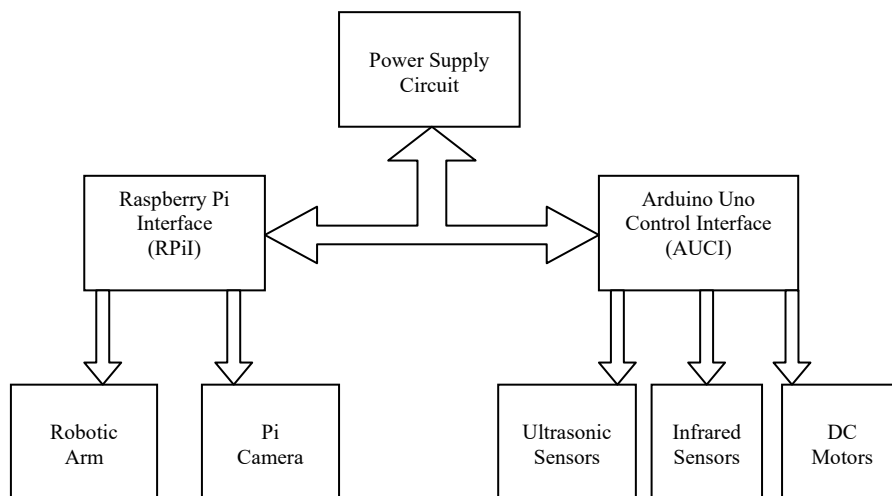 Power Supply
Circuit
Raspberry Pi
Interface
(RPiI)
Arduino Uno
Control Interface
(AUCI)
Robotic
Arm
Pi
Camera
Ultrasonic
Sensors
Infrared
Sensors
DC
Motors